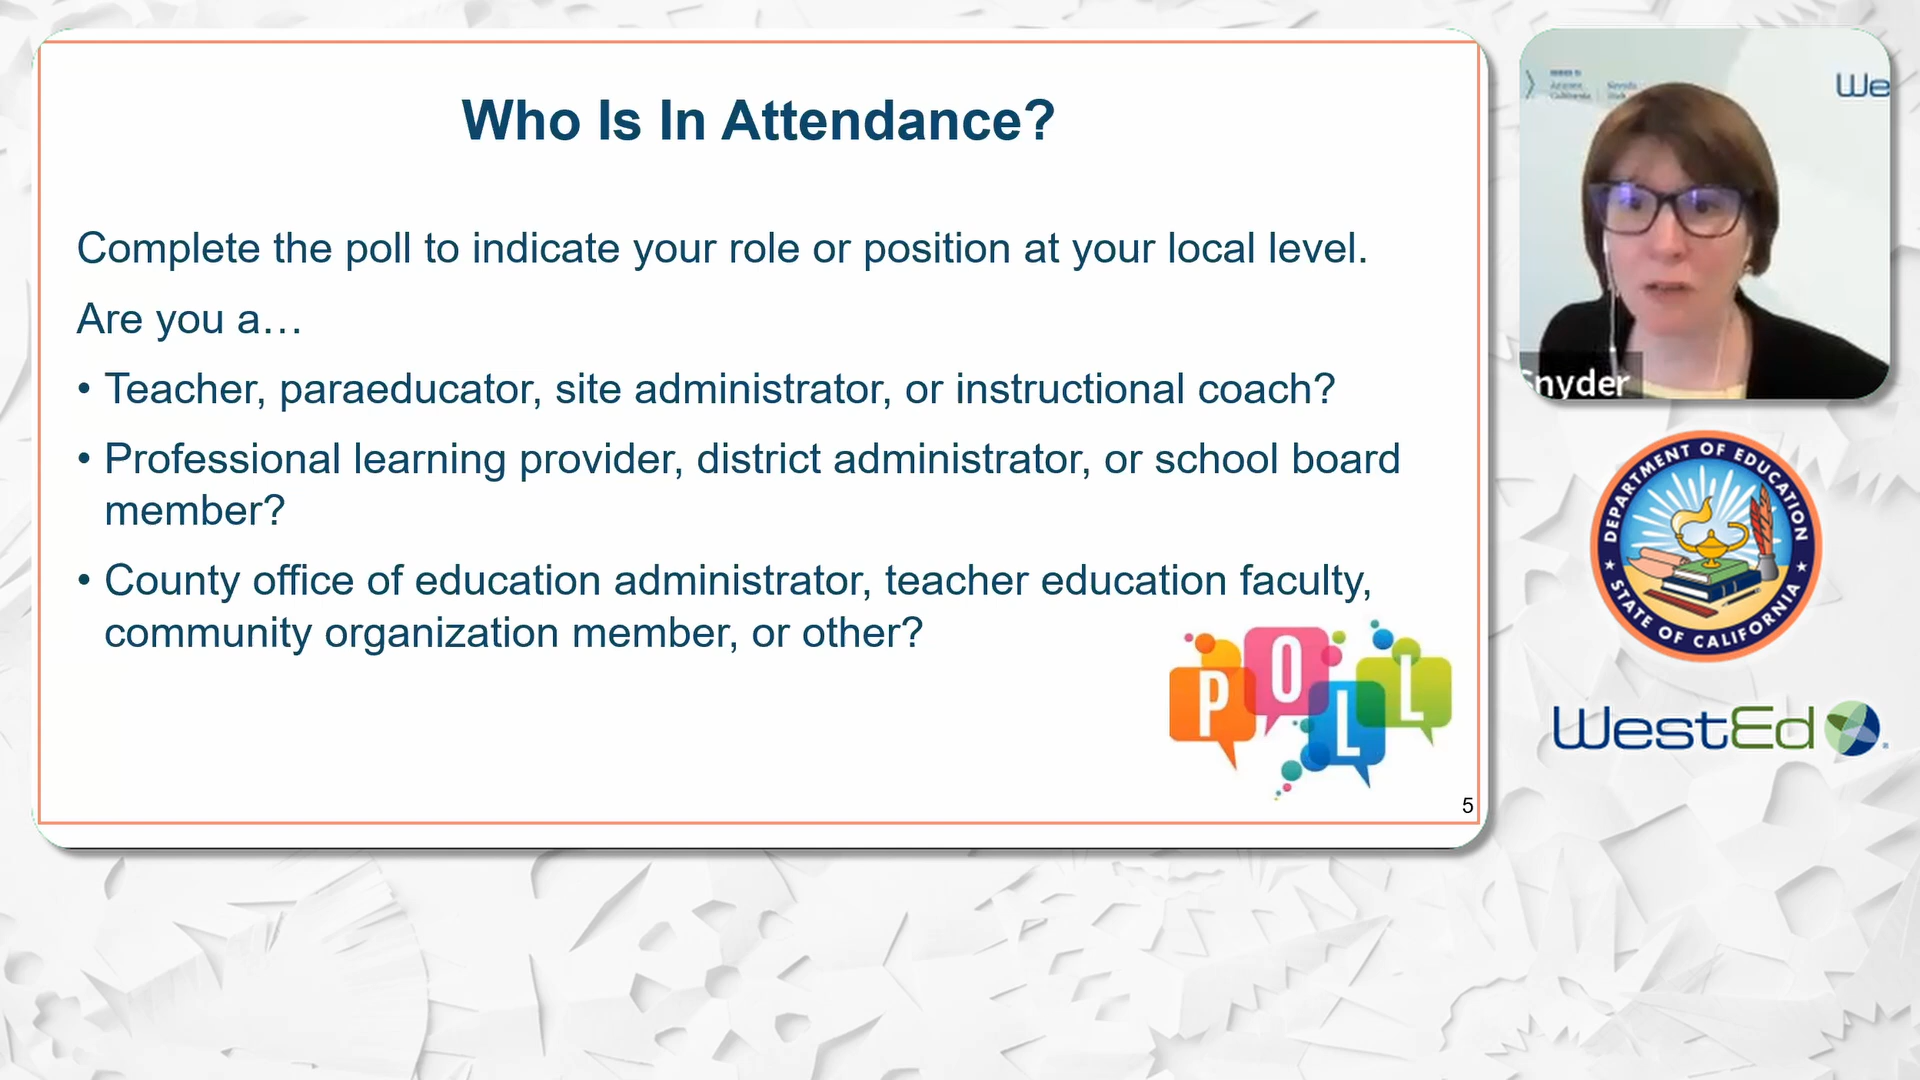 Who Is In Attendance?
Complete the poll to indicate your role or position at your local level.
Are you a…
• Teacher, paraeducator, site administrator, or instructional coach?
• Professional learning provider, district administrator, or school board
member?
• County office of education administrator, teacher education faculty,
community organization member, or other?
POLL
5
We
Snyder
DEPARTMENT OF EDUCATION
STATE OF CALIFORNIA
WestEd